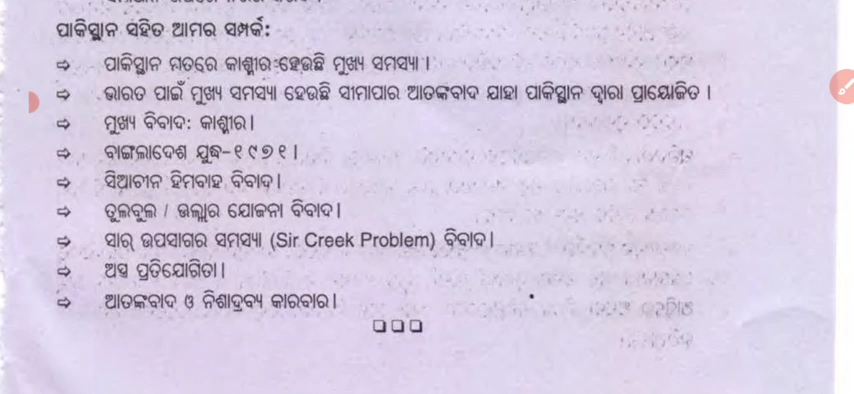 ପାକିସ୍ଥାନ ସହିତ ଆମର ସମ୍ପର୍କ:
⇨ ପାକିସ୍ଥାନ ମତରେ କାଶ୍ମୀର ହେଉଛି ମୁଖ୍ୟ ସମସ୍ୟା ।
⇨ ଭାରତ ପାଇଁ ମୁଖ୍ୟ ସମସ୍ୟା ହେଉଛି ସୀମାପାର ଆତଙ୍କବାଦ ଯାହା ପାକିସ୍ଥାନ ଦ୍ୱାରା ପ୍ରାୟୋଜିତ ।
⇨ ମୁଖ୍ୟ ବିବାଦ: କାଶ୍ମୀର।
⇨ ବାଙ୍ଗଲାଦେଶ ଯୁଦ୍ଧ-୧୯୭୧।
⇨ ସିଆଚୀନ ହିମବାହ ବିବାଦ।
⇨ ତୁଲବୁଲ / ଉଲ୍ଲାର ଯୋଜନା ବିବାଦ।
⇨ ସାର୍ ଉପସାଗର ସମସ୍ୟା (Sir Creek Problem) ବିବାଦ।
⇨ ଅସ୍ତ୍ର ପ୍ରତିଯୋଗିତା।
⇨ ଆତଙ୍କବାଦ ଓ ନିଶାଦ୍ରବ୍ୟ କାରବାର।